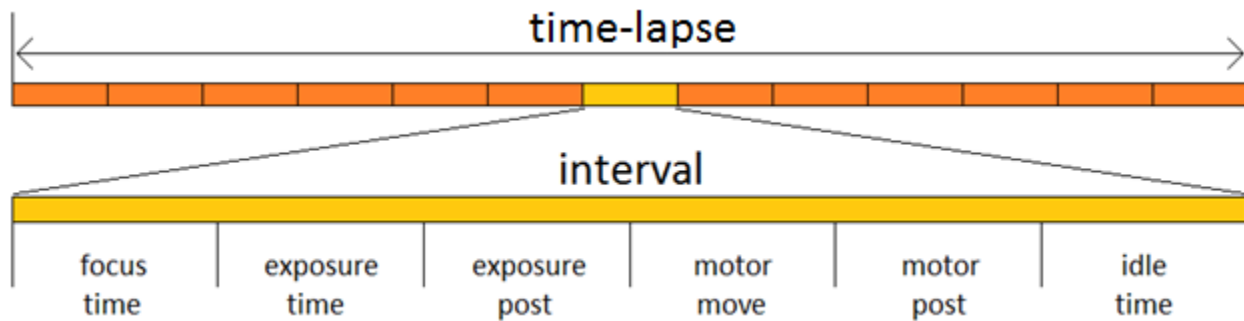 time-lapse
interval
focus
time
exposure
time
exposure
post
motor
move
motor
post
idle
time